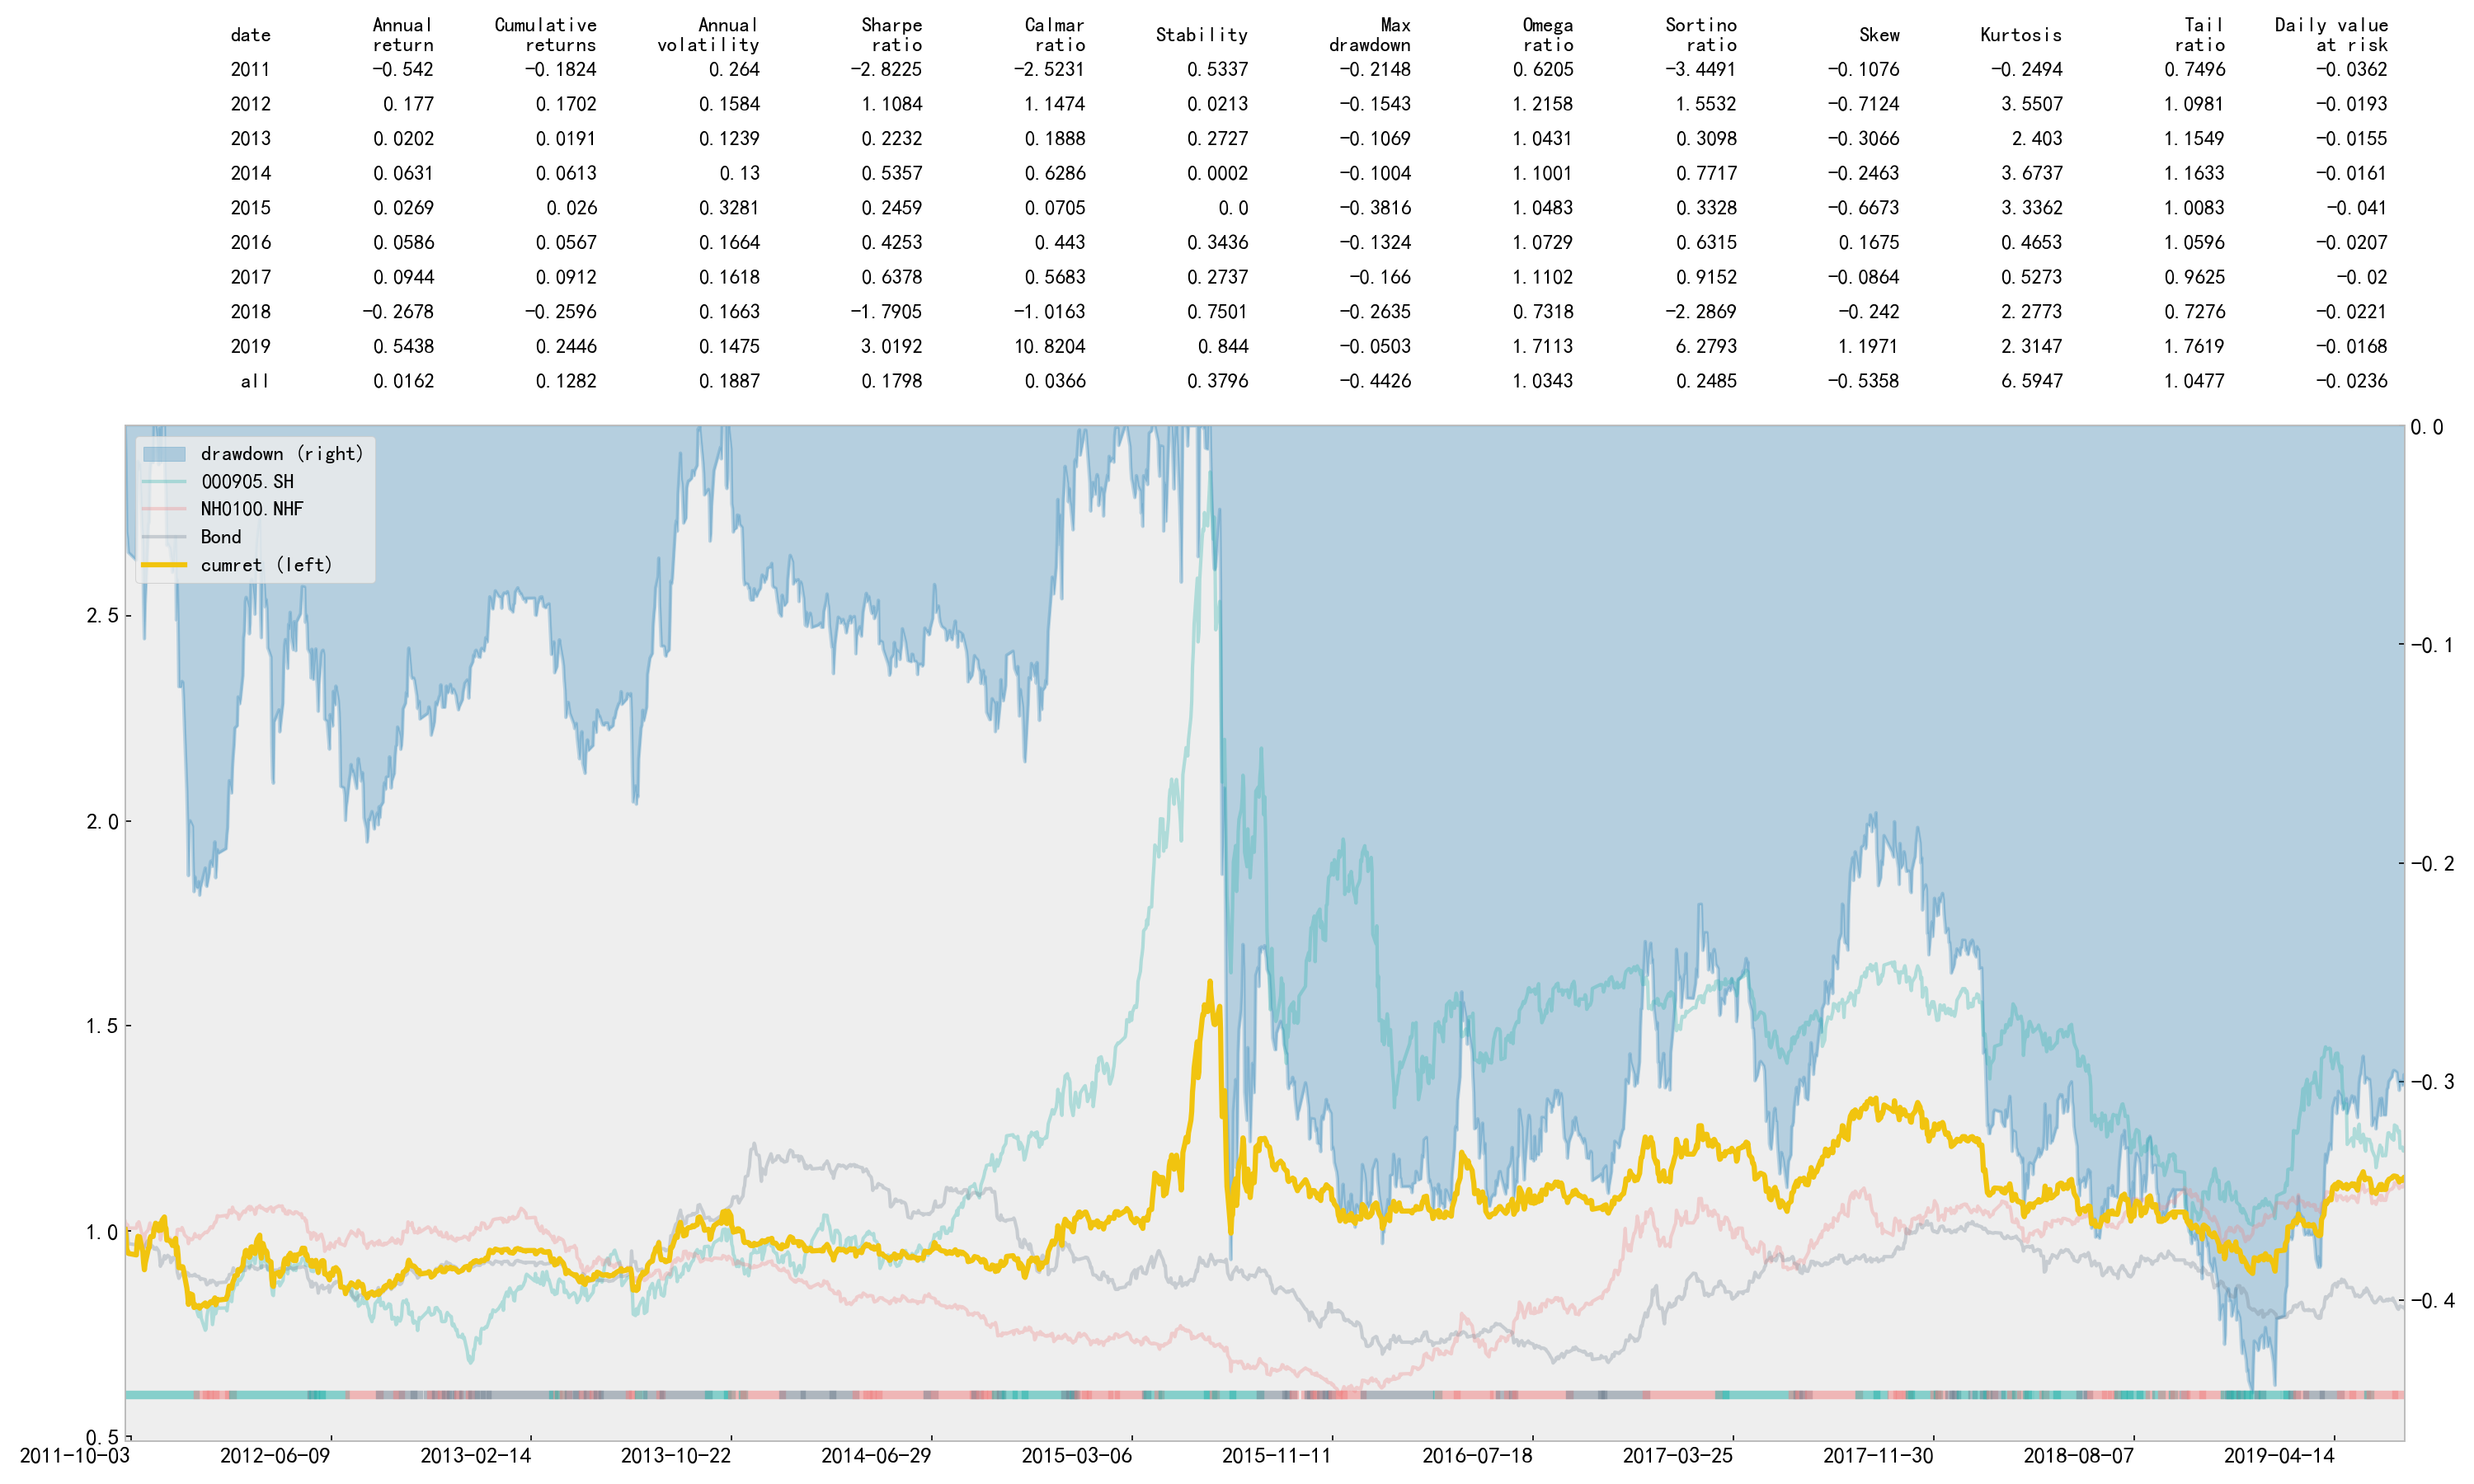 date Annual return Cumulative returns Annual volatility Sharpe ratio Calmar ratio Stability Max drawdown Omega ratio Sortino ratio Skew Kurtosis Tail ratio Daily value at risk
2011 -0.542 -0.1824 0.264 -2.8225 -2.5231 0.5337 -0.2148 0.6205 -3.4491 -0.1076 -0.2494 0.7496 -0.0362
2012 0.177 0.1702 0.1584 1.1084 1.1474 0.0213 -0.1543 1.2158 1.5532 -0.7124 3.5507 1.0981 -0.0193
2013 0.0202 0.0191 0.1239 0.2232 0.1888 0.2727 -0.1069 1.0431 0.3098 -0.3066 2.403 1.1549 -0.0155
2014 0.0631 0.0613 0.13 0.5357 0.6286 0.0002 -0.1004 1.1001 0.7717 -0.2463 3.6737 1.1633 -0.0161
2015 0.0269 0.026 0.3281 0.2459 0.0705 0.0 -0.3816 1.0483 0.3328 -0.6673 3.3362 1.0083 -0.041
2016 0.0586 0.0567 0.1664 0.4253 0.443 0.3436 -0.1324 1.0729 0.6315 0.1675 0.4653 1.0596 -0.0207
2017 0.0944 0.0912 0.1618 0.6378 0.5683 0.2737 -0.166 1.1102 0.9152 -0.0864 0.5273 0.9625 -0.02
2018 -0.2678 -0.2596 0.1663 -1.7905 -1.0163 0.7501 -0.2635 0.7318 -2.2869 -0.242 2.2773 0.7276 -0.0221
2019 0.5438 0.2446 0.1475 3.0192 10.8204 0.844 -0.0503 1.7113 6.2793 1.1971 2.3147 1.7619 -0.0168
all 0.0162 0.1282 0.1887 0.1798 0.0366 0.3796 -0.4426 1.0343 0.2485 -0.5358 6.5947 1.0477 -0.0236
drawdown (right)
000905.SH
NH0100.NHF
Bond
cumret (left)
2.5
2.0
1.5
1.0
0.5
0.0
-0.1
-0.2
-0.3
-0.4
2011-10-03 2012-06-09 2013-02-14 2013-10-22 2014-06-29 2015-03-06 2015-11-11 2016-07-18 2017-03-25 2017-11-30 2018-08-07 2019-04-14